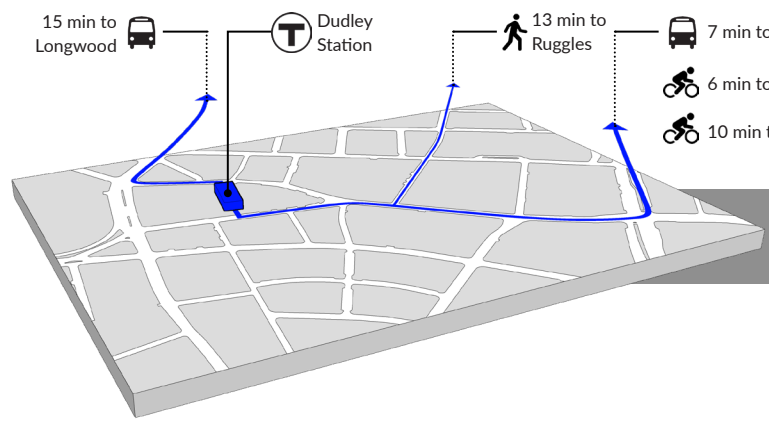 15 min to
Longwood
T
Dudley
Station
13 min to
Ruggles
7 min to
6 min to
10 min t